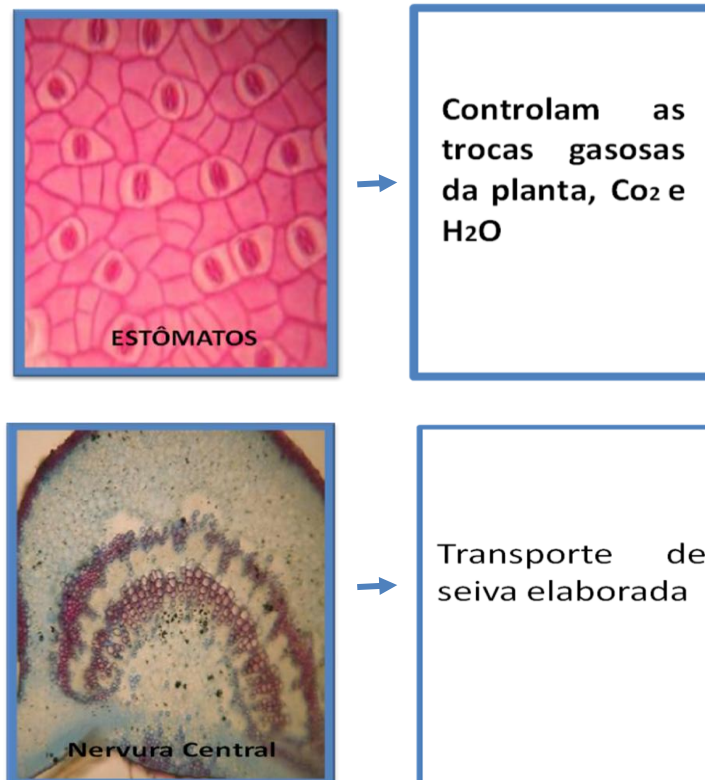 ESTÔMATOS
Controlam as
trocas gasosas
da planta, Co₂ e
H₂O
Nervura Central
Transporte de
seiva elaborada